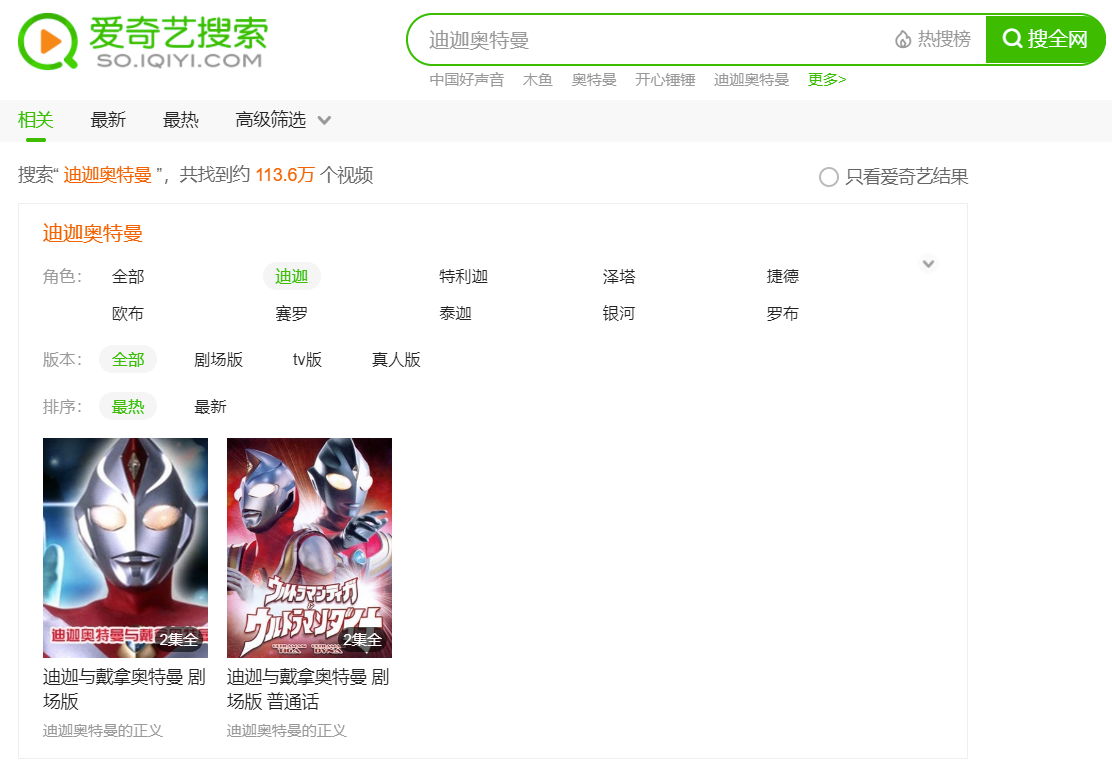 爱奇艺搜索
SO.IQIYI.COM
迪迦奥特曼 热搜榜 搜全网
中国好声音 木鱼 奥特曼 开心锤锤 迪迦奥特曼 更多>
相关 最新 最热 高级筛选
搜索“ 迪迦奥特曼 ”，共找到约 113.6万 个视频 只看爱奇艺结果
迪迦奥特曼
角色： 全部 迪迦 特利迦 泽塔 捷德
欧布 赛罗 泰迦 银河 罗布
版本： 全部 剧场版 tv版 真人版
排序： 最热 最新
ウルトラマンティガ
ウルトラマンダイナ
迪迦奥特曼与戴
2集全 2集全
迪迦与戴拿奥特曼 剧
场版
迪迦奥特曼的正义
迪迦与戴拿奥特曼 剧
场版 普通话
迪迦奥特曼的正义